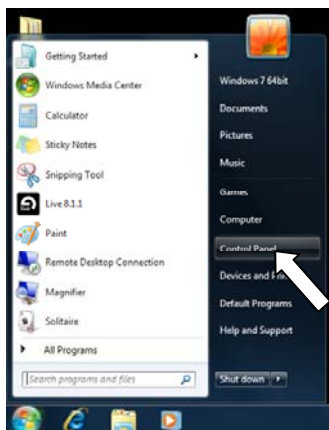 Getting Started
Windows Media Center
Calculator
Sticky Notes
Snipping Tool
Live 8.1.1
Paint
Remote Desktop Connection
Magnifier
Solitaire
All Programs
Search programs and files
Windows 7 64bit
Documents
Pictures
Music
Games
Computer
Control Panel
Devices and
Default Programs
Help and Support
Shut down